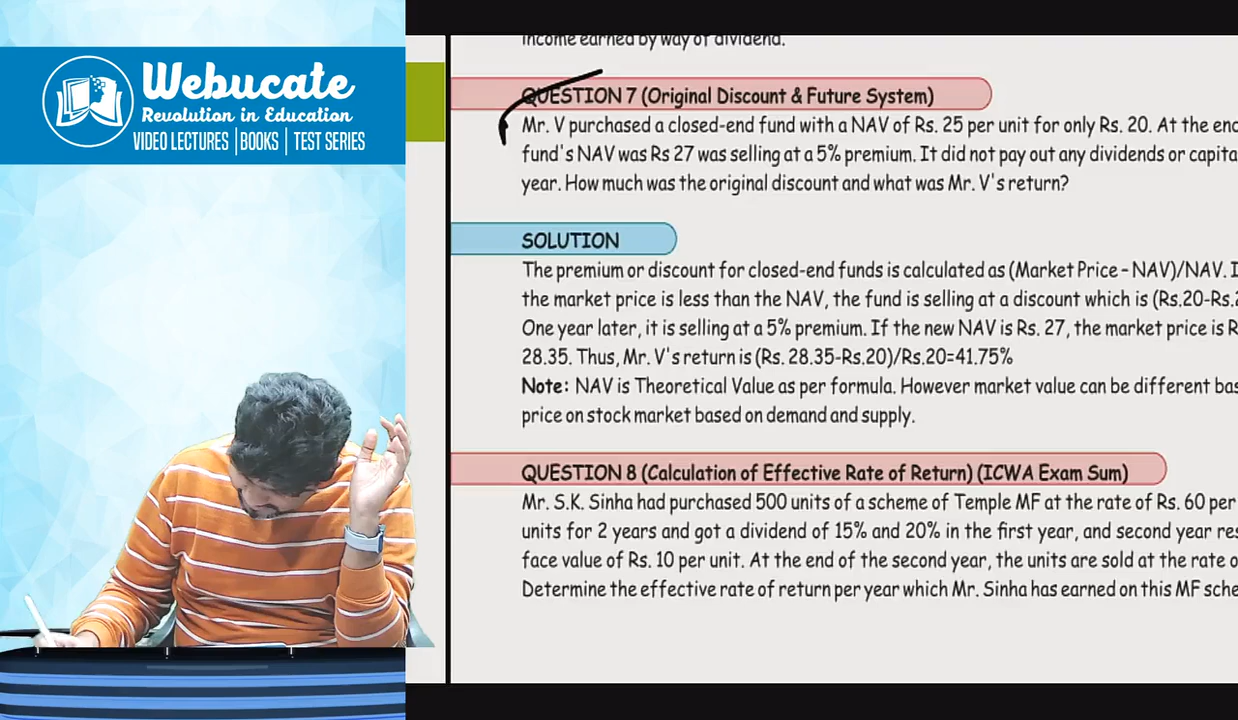 Webucate
Revolution in Education
VIDEO LECTURES | BOOKS | TEST SERIES
income earned by way of dividend.
QUESTION 7 (Original Discount & Future System)
Mr. V purchased a closed-end fund with a NAV of Rs. 25 per unit for only Rs. 20. At the end
fund's NAV was Rs 27 was selling at a 5% premium. It did not pay out any dividends or capita
year. How much was the original discount and what was Mr. V's return?
SOLUTION
The premium or discount for closed-end funds is calculated as (Market Price – NAV)/NAV. I
the market price is less than the NAV, the fund is selling at a discount which is (Rs.20-Rs.2
One year later, it is selling at a 5% premium. If the new NAV is Rs. 27, the market price is R
28.35. Thus, Mr. V's return is (Rs. 28.35-Rs.20)/Rs.20=41.75%
Note: NAV is Theoretical Value as per formula. However market value can be different bas
price on stock market based on demand and supply.
QUESTION 8 (Calculation of Effective Rate of Return) (ICWA Exam Sum)
Mr. S.K. Sinha had purchased 500 units of a scheme of Temple MF at the rate of Rs. 60 per
units for 2 years and got a dividend of 15% and 20% in the first year, and second year res
face value of Rs. 10 per unit. At the end of the second year, the units are sold at the rate o
Determine the effective rate of return per year which Mr. Sinha has earned on this MF sche